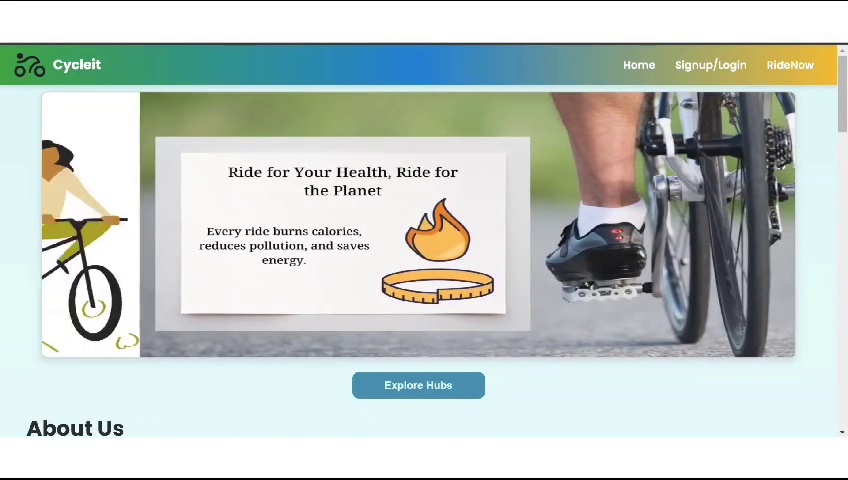 Cycleit
Home
Signup/Login
RideNow
Ride for Your Health, Ride for
the Planet
Every ride burns calories,
reduces pollution, and saves
energy.
Explore Hubs
About Us